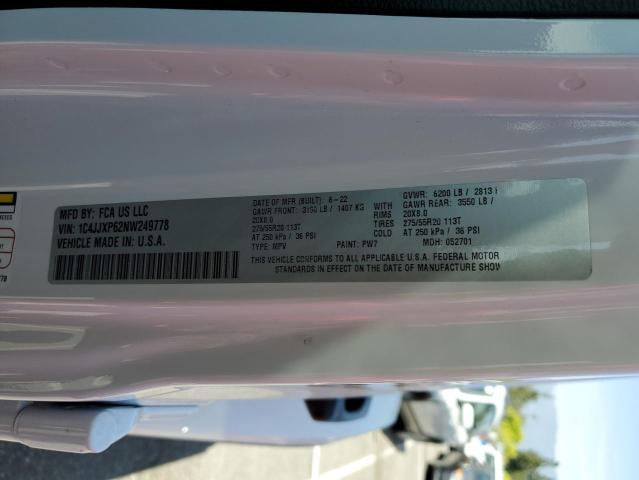 MFD BY: FCA US LLC
VIN: 1C4JJXP62NW249778
VEHICLE MADE IN: U.S.A.
DATE OF MFR (BUILT): 6-22
GAWR FRONT: 3100 LB / 1407 KG
20X8.0
275/55R20 113T
AT 250 kPa / 36 PSI
TYPE: MPV PAINT: PW7
WITH
RIMS
TIRES
COLD
GVWR: 6200 LB / 2813
GAWR REAR: 3550 LB /
20X8.0
275/55R20 113T
AT 250 kPa / 36 PSI
MDH: 052701
THIS VEHICLE CONFORMS TO ALL APPLICABLE U.S.A. FEDERAL MOTOR
STANDARDS IN EFFECT ON THE DATE OF MANUFACTURE SHOW